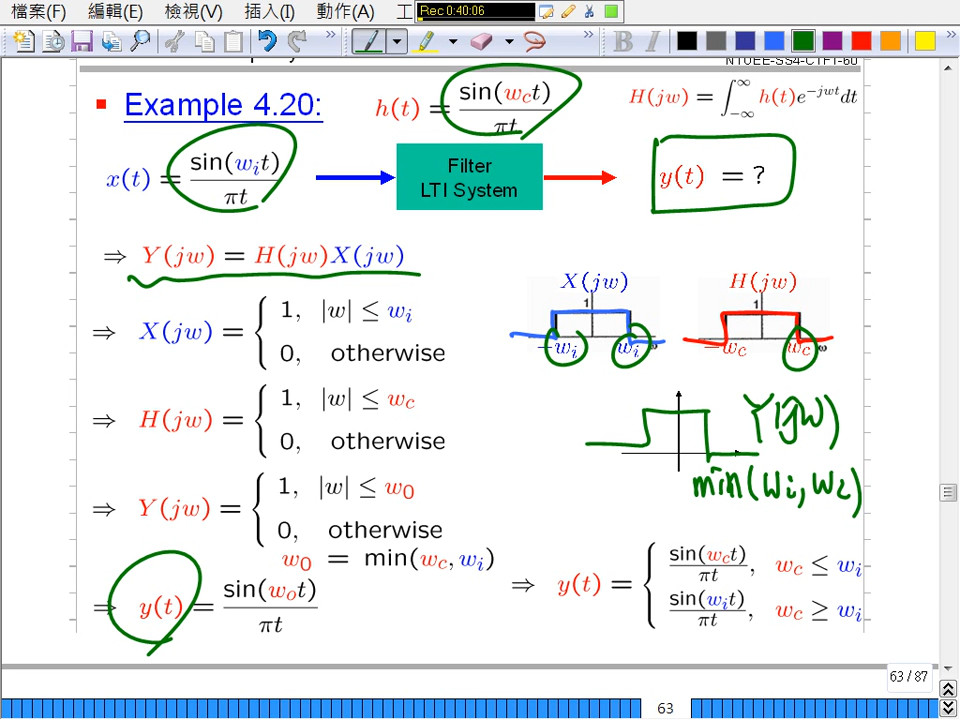 檔案(F) 編輯(E) 檢視(V) 插入(I) 動作(A) 工
Rec 0:40:06
B I
NTUEE-SS4-CTFT-60
Example 4.20:
h(t) = sin(w_c t) / πt
H(jw) = ∫_{-∞}^{∞} h(t)e^{-jwt}dt
x(t) = sin(w_i t) / πt
Filter
LTI System
y(t) = ?
⇒ Y(jw) = H(jw)X(jw)
X(jw) H(jw)
1 1
-w_i w_i ω -w_c w_c ω
⇒ X(jw) = { 1, |w| ≤ w_i
0, otherwise
⇒ H(jw) = { 1, |w| ≤ w_c
0, otherwise
Y(jw)
min(wi, wc)
⇒ Y(jw) = { 1, |w| ≤ w_0
0, otherwise
w_0 = min(w_c, w_i)
⇒ y(t) = sin(w_o t) / πt
⇒ y(t) = { sin(w_c t) / πt, w_c ≤ w_i
sin(w_i t) / πt, w_c ≥ w_i
63 / 87
63